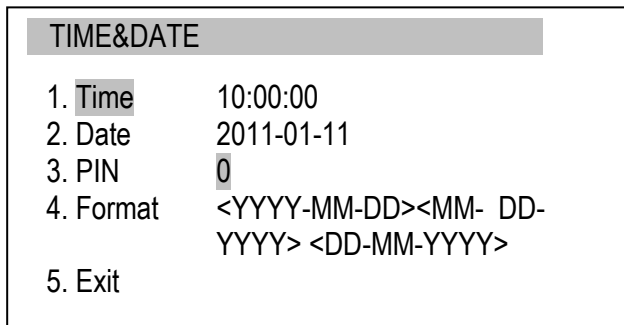 TIME&DATE
1. Time 10:00:00
2. Date 2011-01-11
3. PIN 0
4. Format <YYYY-MM-DD><MM- DD-
YYYY> <DD-MM-YYYY>
5. Exit